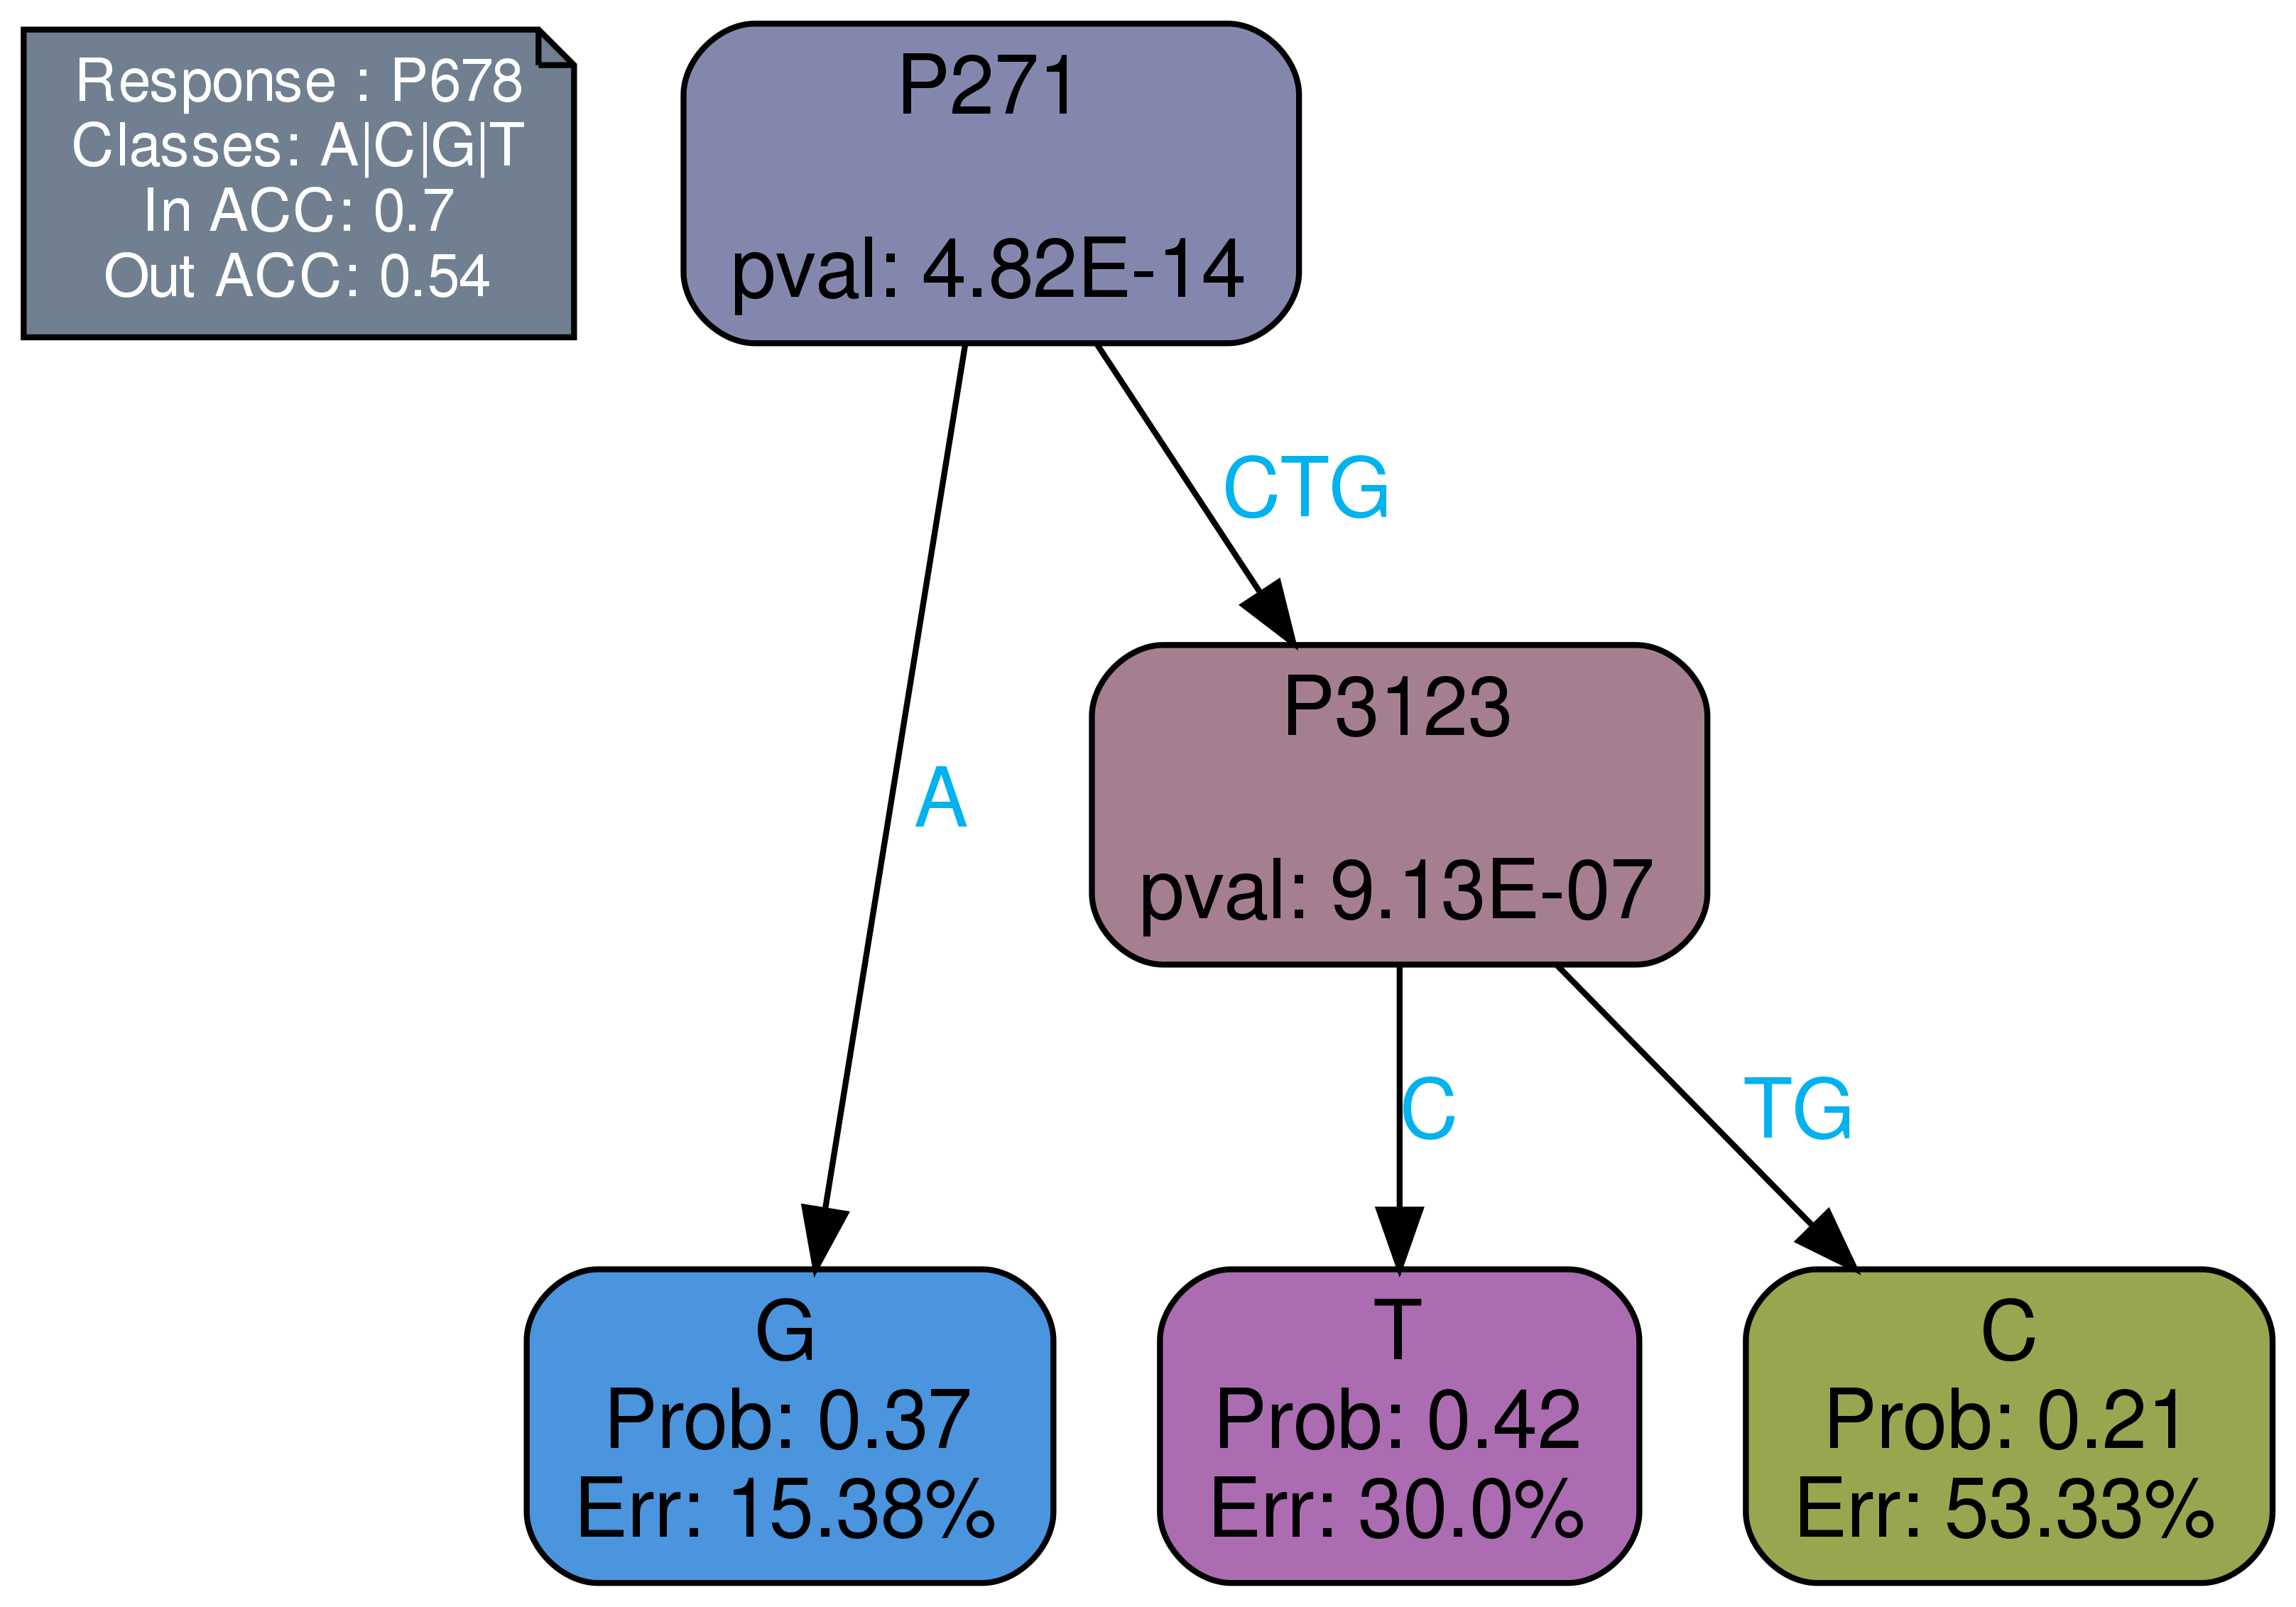 Response : P678
Classes: A|C|G|T
In ACC: 0.7
Out ACC: 0.54
P271
pval: 4.82E-14
CTG
P3123
pval: 9.13E-07
A
C
TG
G
Prob: 0.37
Err: 15.38%
T
Prob: 0.42
Err: 30.0%
C
Prob: 0.21
Err: 53.33%